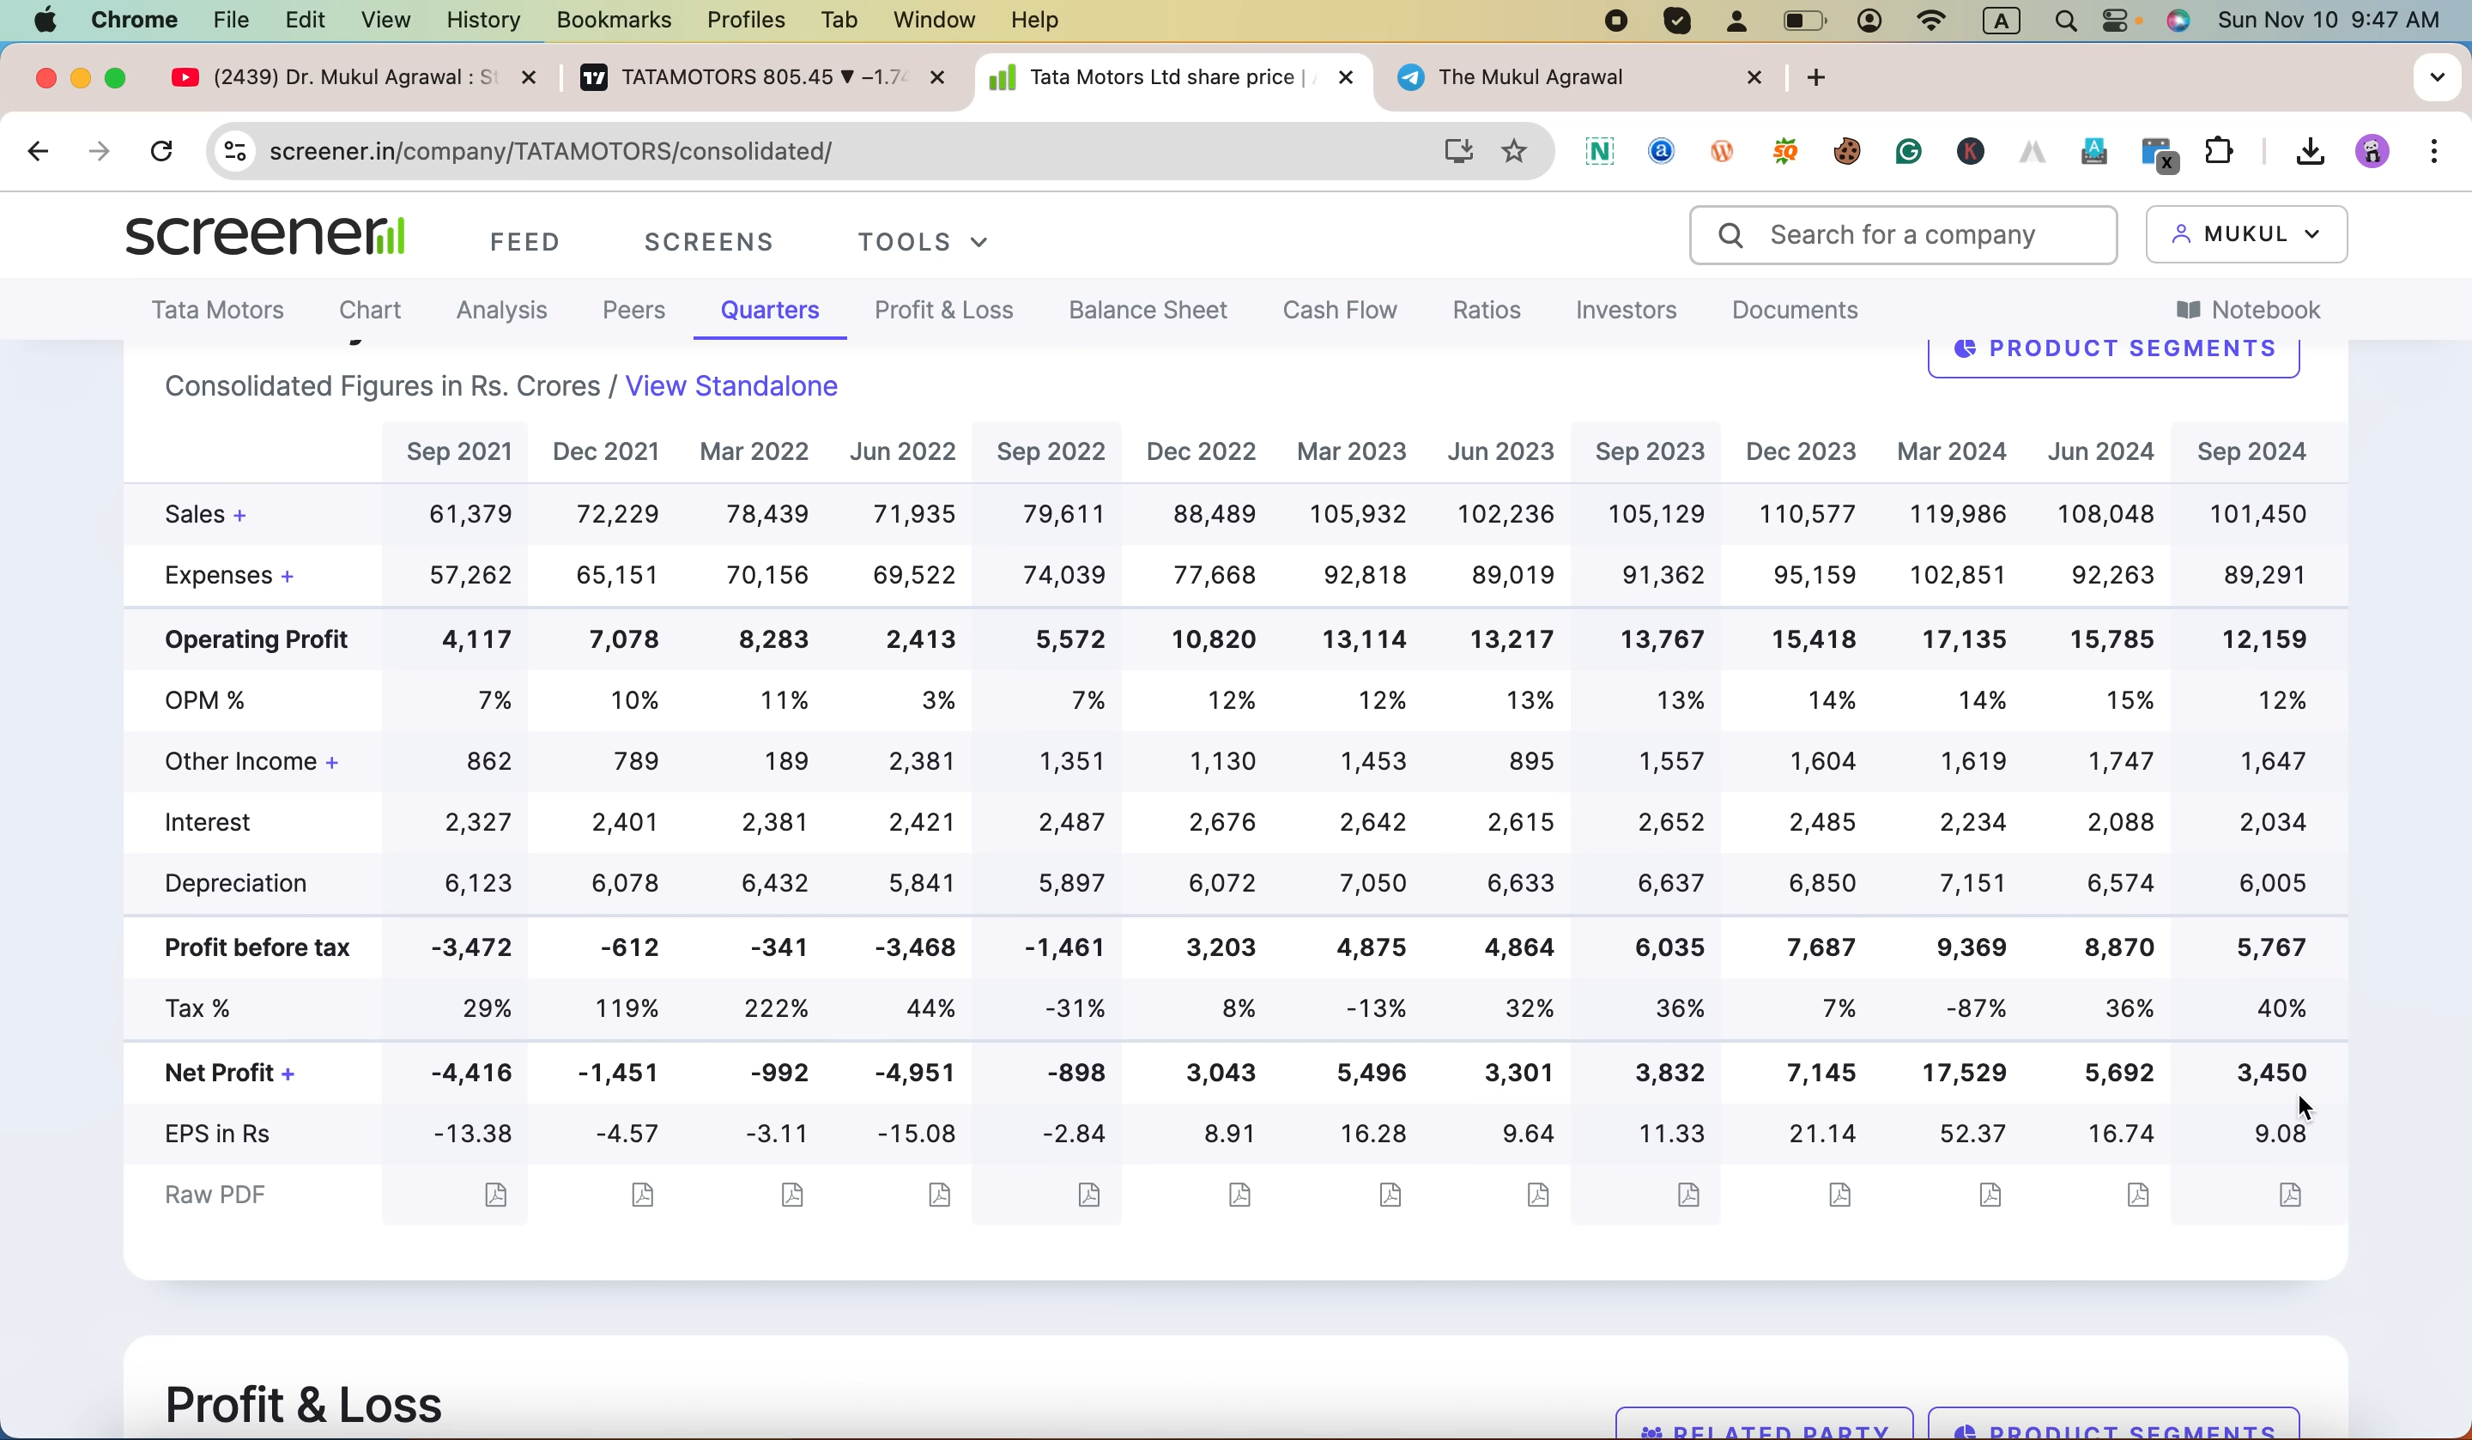 Chrome File Edit View History Bookmarks Profiles Tab Window Help A Sun Nov 10 9:47 AM
(2439) Dr. Mukul Agrawal : St TATAMOTORS 805.45 ▼ −1.74 Tata Motors Ltd share price | The Mukul Agrawal
screener.in/company/TATAMOTORS/consolidated/
screener FEED SCREENS TOOLS Search for a company MUKUL
Tata Motors Chart Analysis Peers Quarters Profit & Loss Balance Sheet Cash Flow Ratios Investors Documents Notebook
PRODUCT SEGMENTS
Consolidated Figures in Rs. Crores / View Standalone
Sep 2021 Dec 2021 Mar 2022 Jun 2022 Sep 2022 Dec 2022 Mar 2023 Jun 2023 Sep 2023 Dec 2023 Mar 2024 Jun 2024 Sep 2024
Sales + 61,379 72,229 78,439 71,935 79,611 88,489 105,932 102,236 105,129 110,577 119,986 108,048 101,450
Expenses + 57,262 65,151 70,156 69,522 74,039 77,668 92,818 89,019 91,362 95,159 102,851 92,263 89,291
Operating Profit 4,117 7,078 8,283 2,413 5,572 10,820 13,114 13,217 13,767 15,418 17,135 15,785 12,159
OPM % 7% 10% 11% 3% 7% 12% 12% 13% 13% 14% 14% 15% 12%
Other Income + 862 789 189 2,381 1,351 1,130 1,453 895 1,557 1,604 1,619 1,747 1,647
Interest 2,327 2,401 2,381 2,421 2,487 2,676 2,642 2,615 2,652 2,485 2,234 2,088 2,034
Depreciation 6,123 6,078 6,432 5,841 5,897 6,072 7,050 6,633 6,637 6,850 7,151 6,574 6,005
Profit before tax -3,472 -612 -341 -3,468 -1,461 3,203 4,875 4,864 6,035 7,687 9,369 8,870 5,767
Tax % 29% 119% 222% 44% -31% 8% -13% 32% 36% 7% -87% 36% 40%
Net Profit + -4,416 -1,451 -992 -4,951 -898 3,043 5,496 3,301 3,832 7,145 17,529 5,692 3,450
EPS in Rs -13.38 -4.57 -3.11 -15.08 -2.84 8.91 16.28 9.64 11.33 21.14 52.37 16.74 9.08
Raw PDF
Profit & Loss
RELATED PARTY PRODUCT SEGMENTS